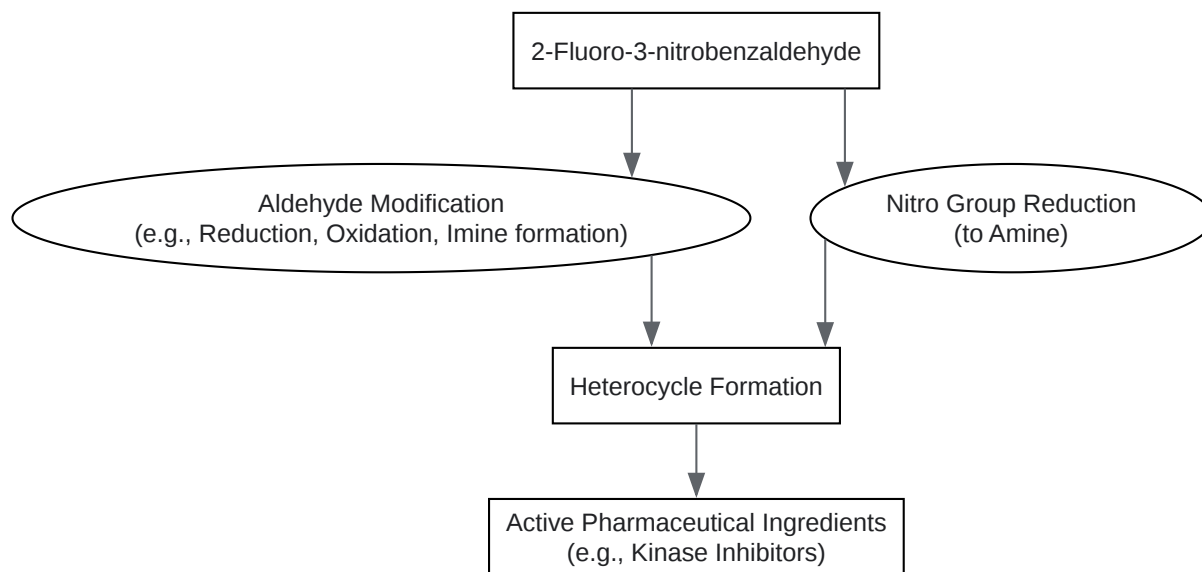 2-Fluoro-3-nitrobenzaldehyde
Aldehyde Modification
(e.g., Reduction, Oxidation, Imine formation)
Nitro Group Reduction
(to Amine)
Heterocycle Formation
Active Pharmaceutical Ingredients
(e.g., Kinase Inhibitors)